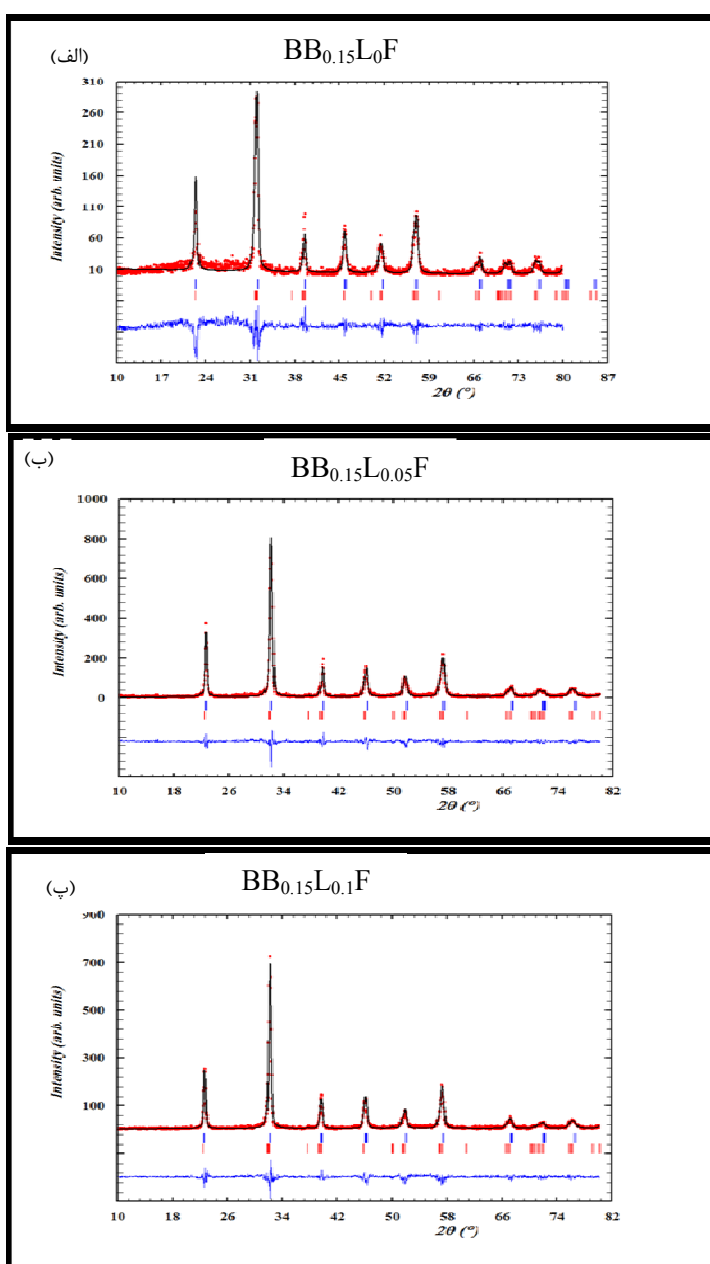 (الف) BB₀.₁₅L₀F
310
260
210
160
110
60
10
Intensity (arb. units)
10 17 24 31 38 45 52 59 66 73 80 87
2θ (°)
(ب) BB₀.₁₅L₀.₀₅F
1000
800
600
400
200
0
Intensity (arb. units)
10 18 26 34 42 50 58 66 74 82
2θ (°)
(پ) BB₀.₁₅L₀.₁F
900
700
500
300
100
Intensity (arb. units)
10 18 26 34 42 50 58 66 74 82
2θ (°)